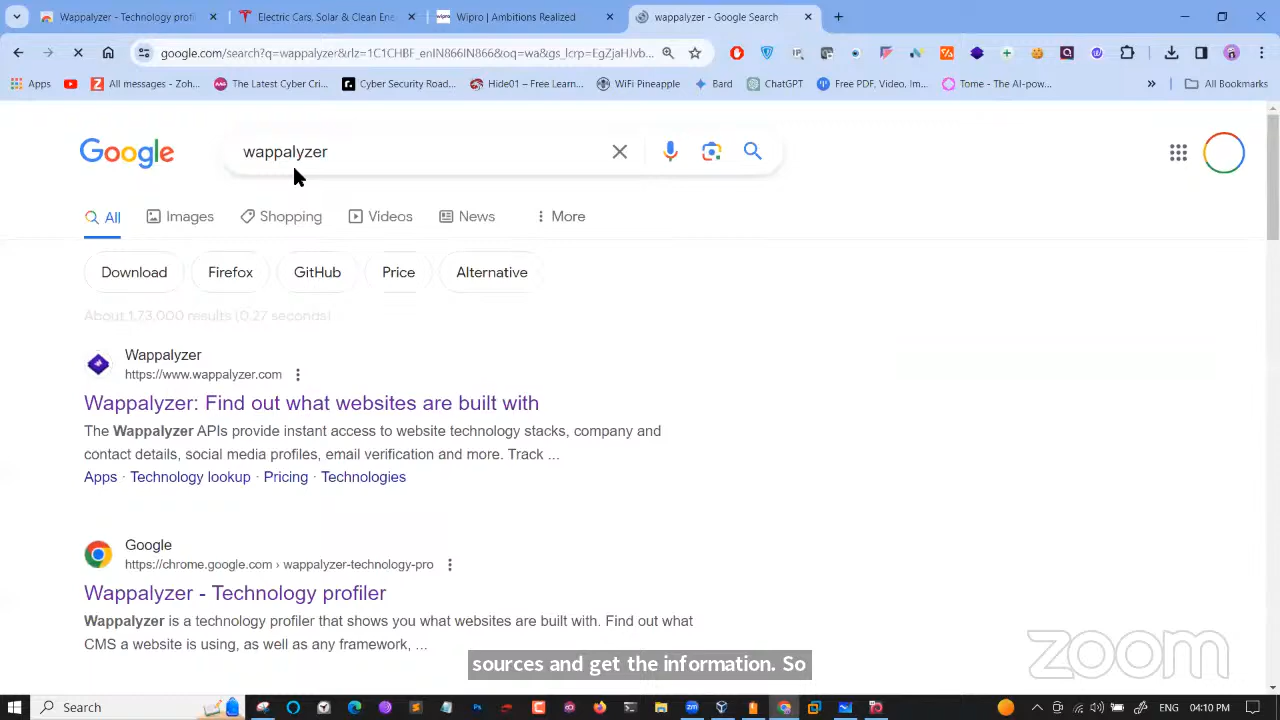 Wappalyzer - Technology profil
Electric Cars, Solar & Clean Ene
Wipro | Ambitions Realized
wappalyzer - Google Search
google.com/search?q=wappalyzer&rlz=1C1CHBF_enIN866IN866&oq=wa&gs_lcrp=EgZjaHJvb...
Apps
All messages - Zoh...
The Latest Cyber Cri...
Cyber Security Road...
Hide01 – Free Learn...
WiFi Pineapple
Bard
ChatGPT
Free PDF, Video, Im...
Tome - The AI-pow...
»
All Bookmarks
Google
wappalyzer
All
Images
Shopping
Videos
News
More
Download
Firefox
GitHub
Price
Alternative
About 1,73,000 results (0.27 seconds)
Wappalyzer
https://www.wappalyzer.com
Wappalyzer: Find out what websites are built with
The Wappalyzer APIs provide instant access to website technology stacks, company and
contact details, social media profiles, email verification and more. Track ...
Apps · Technology lookup · Pricing · Technologies
Google
https://chrome.google.com › wappalyzer-technology-pro
Wappalyzer - Technology profiler
Wappalyzer is a technology profiler that shows you what websites are built with. Find out what
CMS a website is using, as well as any framework, ...
sources and get the information. So
zoom
Search
ENG
04:10 PM